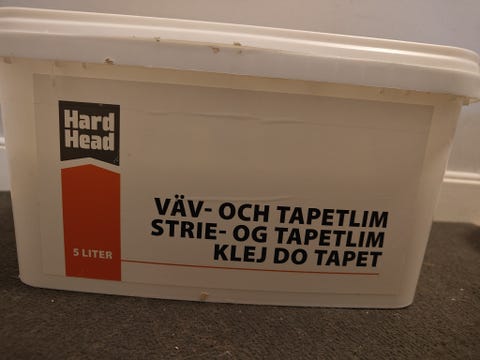 Hard
Head
VÄV- OCH TAPETLIM
STRIE- OG TAPETLIM
KLEJ DO TAPET
5 LITER